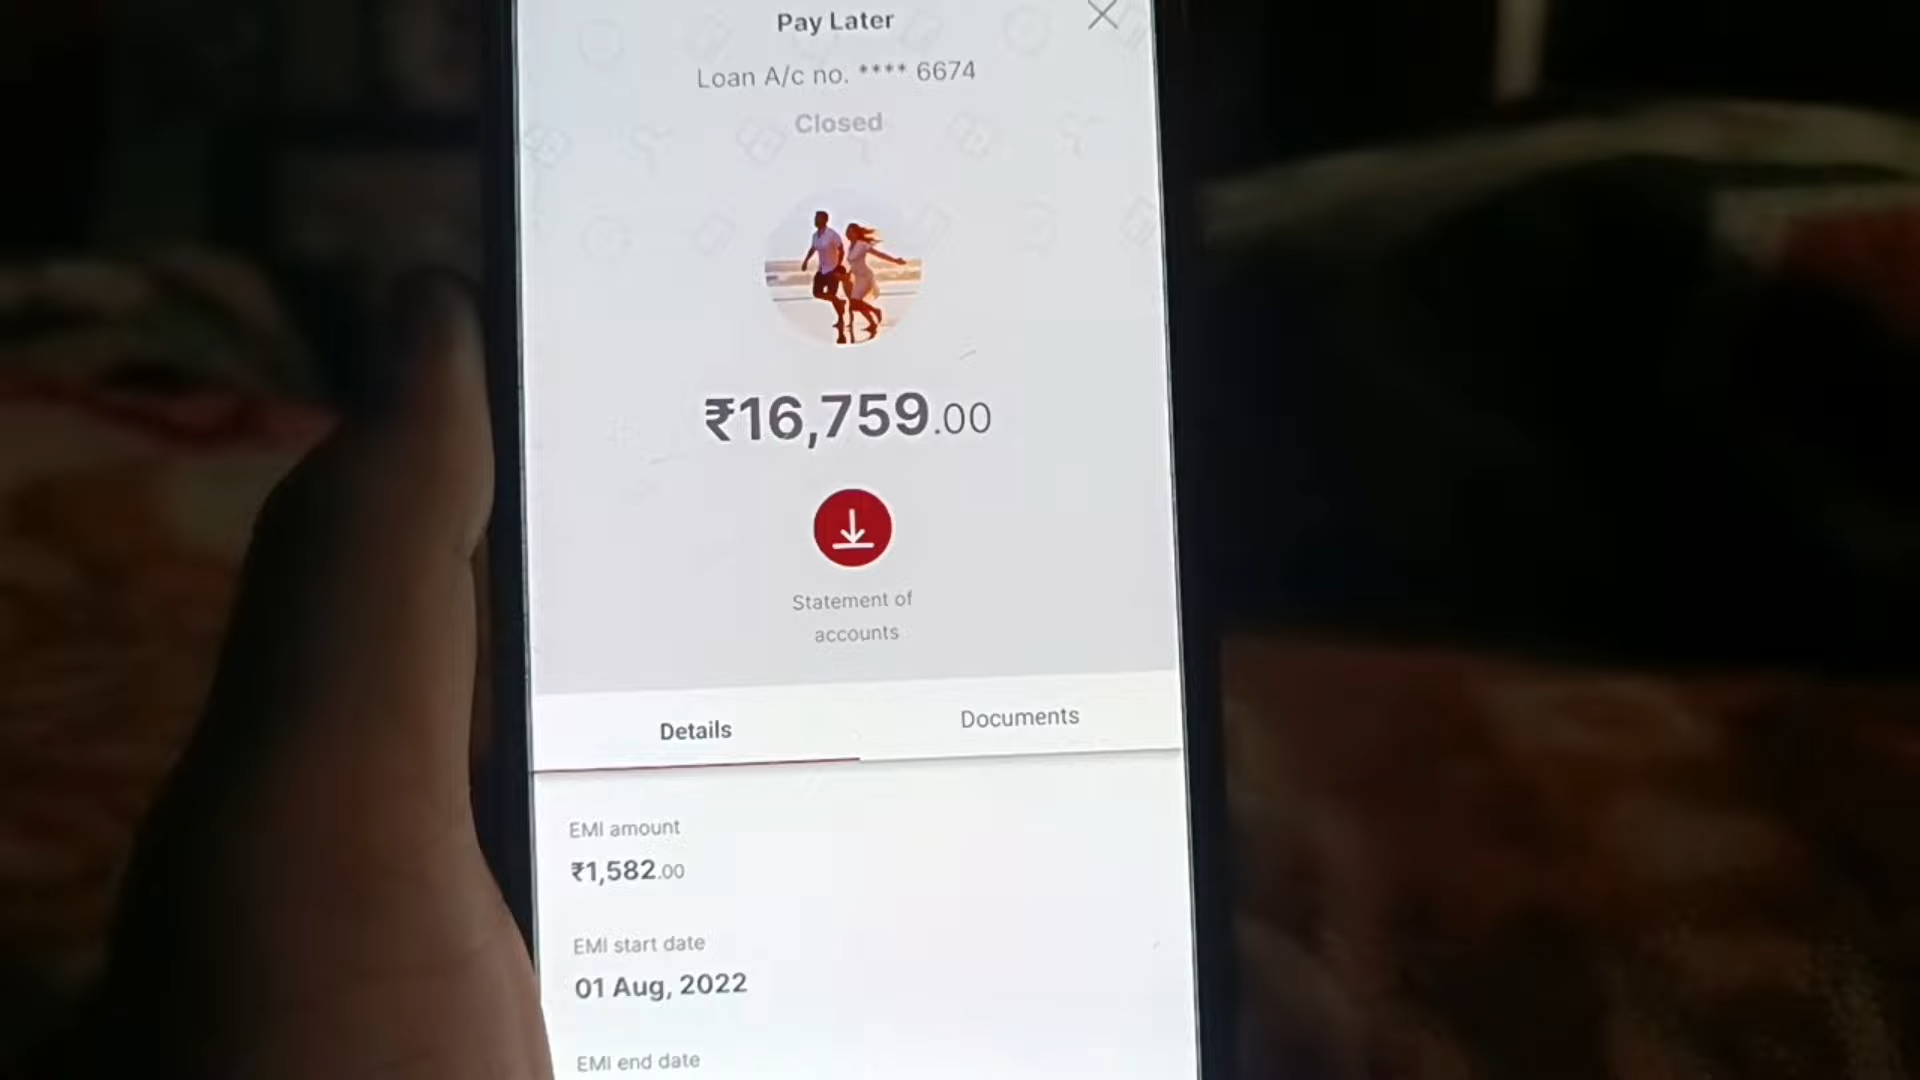 Pay Later
Loan A/c no. **** 6674
Closed
₹16,759.00
Statement of
accounts
Details
Documents
EMI amount
₹1,582.00
EMI start date
01 Aug, 2022
EMI end date